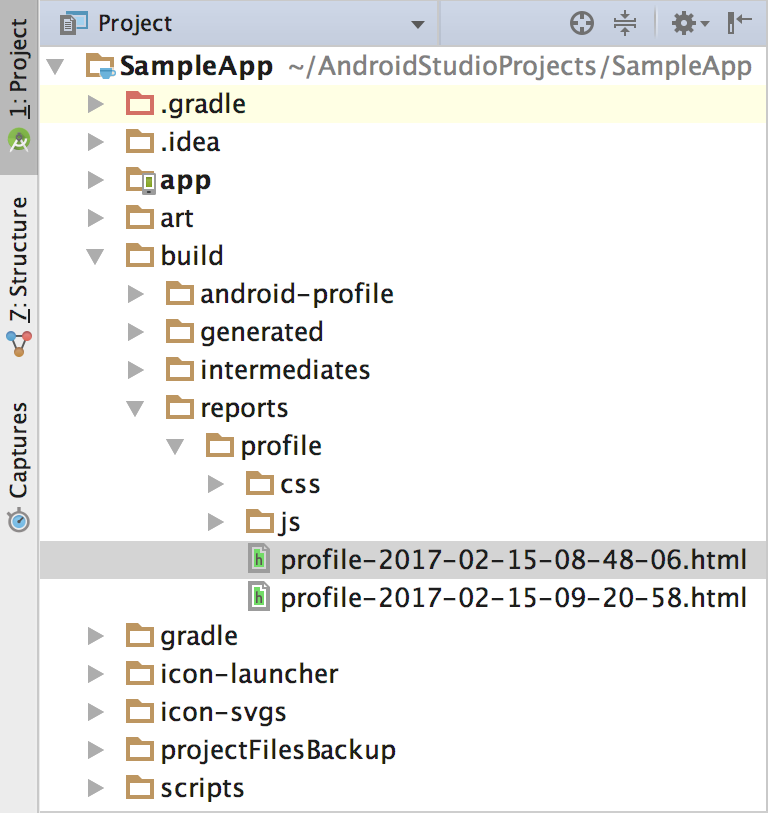 Project
SampleApp ~/AndroidStudioProjects/SampleApp
.gradle
.idea
app
art
build
android-profile
generated
intermediates
reports
profile
css
js
h profile-2017-02-15-08-48-06.html
h profile-2017-02-15-09-20-58.html
gradle
icon-launcher
icon-svgs
projectFilesBackup
scripts
1: Project
7: Structure
Captures